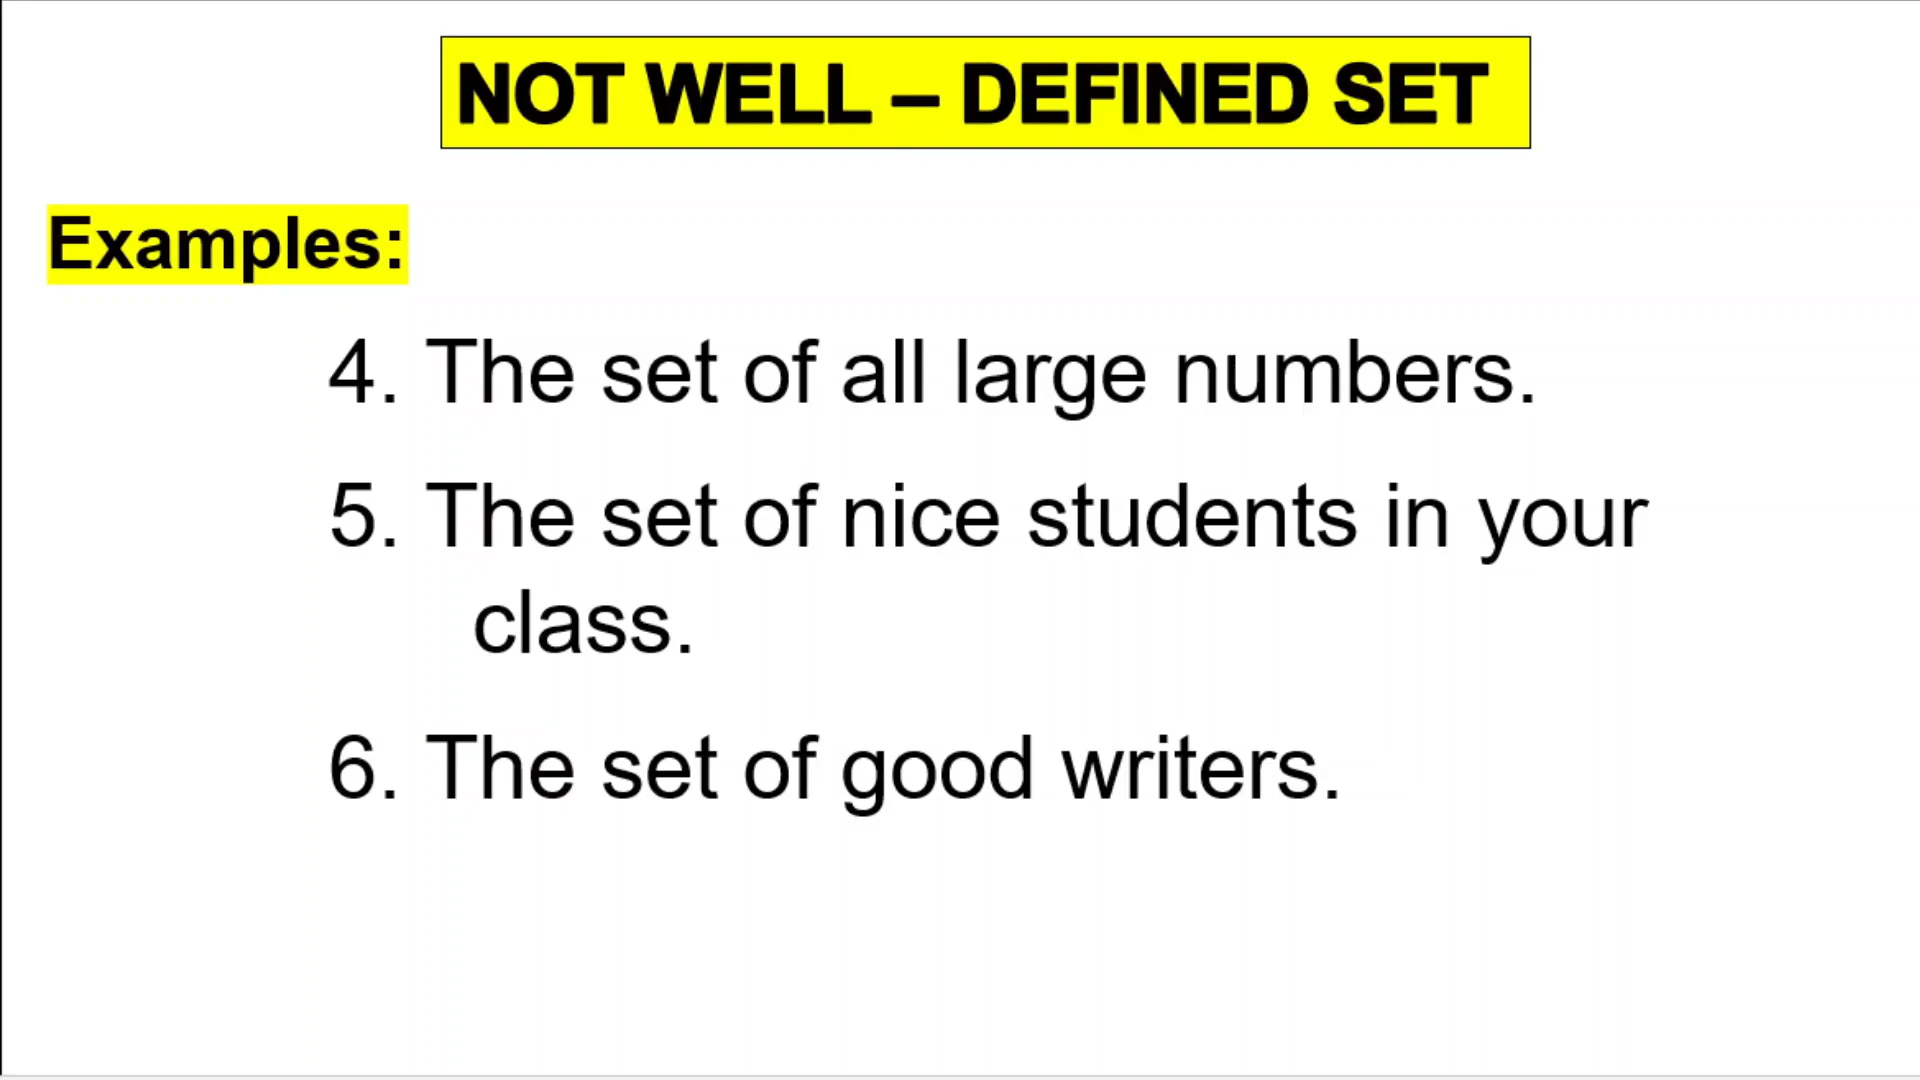 NOT WELL – DEFINED SET
Examples:
4. The set of all large numbers.
5. The set of nice students in your
class.
6. The set of good writers.